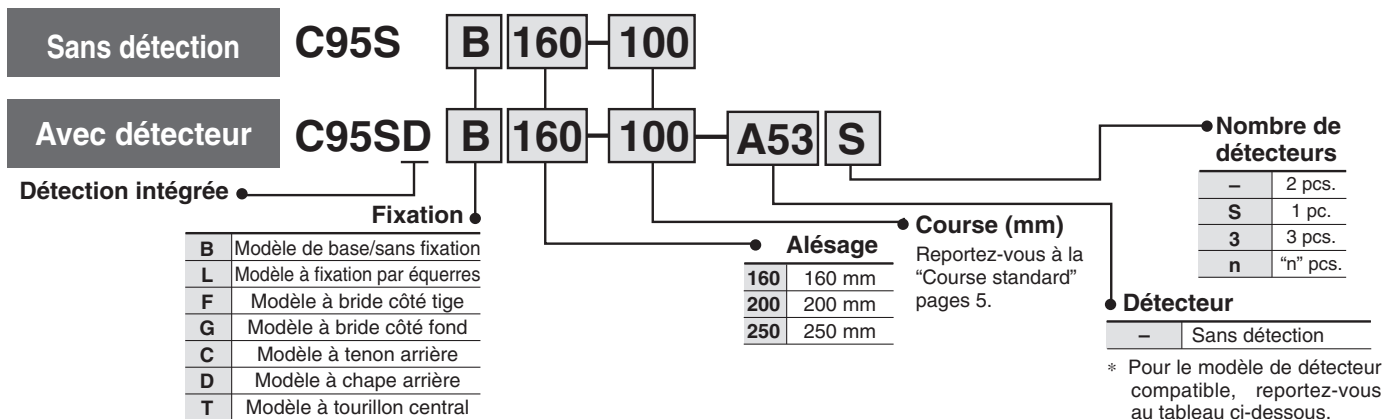 Sans détection C95S B 160-100
Avec détecteur C95SD B 160-100-A53 S
Détection intégrée
Fixation
B Modèle de base/sans fixation
L Modèle à fixation par équerres
F Modèle à bride côté tige
G Modèle à bride côté fond
C Modèle à tenon arrière
D Modèle à chape arrière
T Modèle à tourillon central
Alésage
160 160 mm
200 200 mm
250 250 mm
Course (mm)
Reportez-vous à la
“Course standard”
pages 5.
Nombre de
détecteurs
– 2 pcs.
S 1 pc.
3 3 pcs.
n “n” pcs.
Détecteur
– Sans détection
* Pour le modèle de détecteur
compatible, reportez-vous
au tableau ci-dessous.